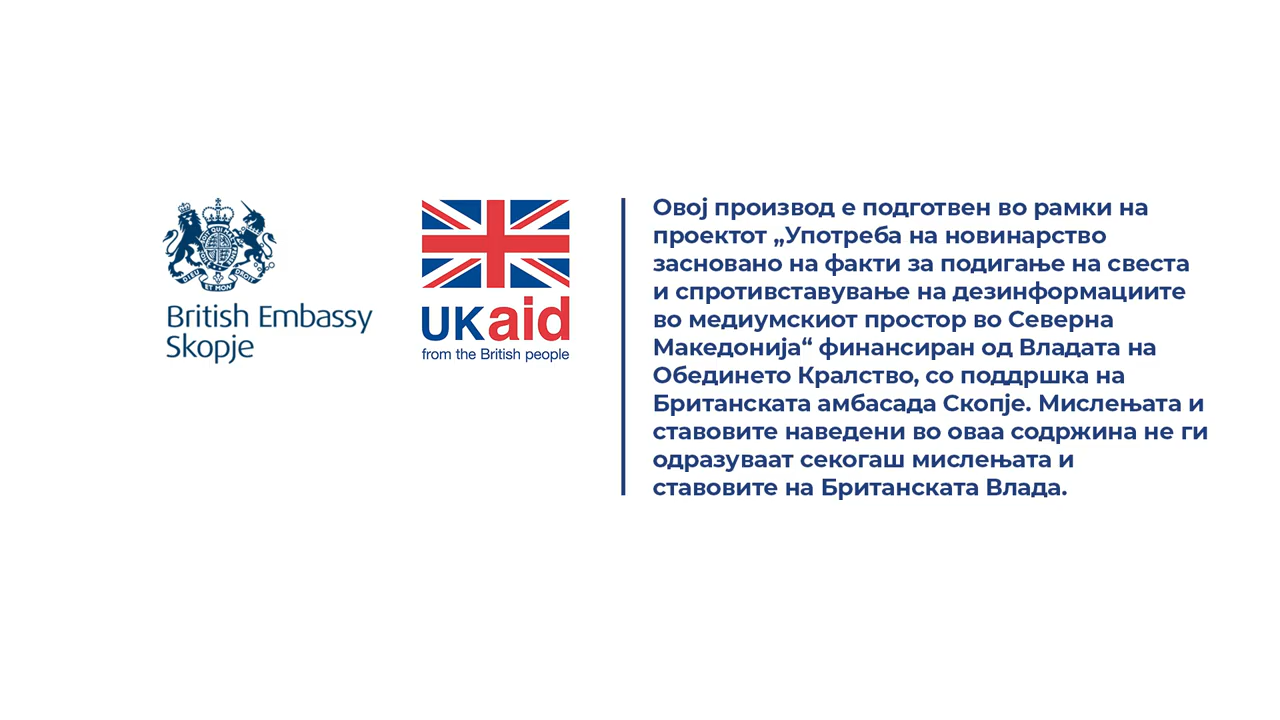 British Embassy
Skopje
UKaid
from the British people
Овој производ е подготвен во рамки на
проектот „Употреба на новинарство
засновано на факти за подигање на свеста
и спротивставување на дезинформациите
во медиумскиот простор во Северна
Македонија“ финансиран од Владата на
Обединето Кралство, со поддршка на
Британската амбасада Скопје. Мислењата и
ставовите наведени во оваа содржина не ги
одразуваат секогаш мислењата и
ставовите на Британската Влада.